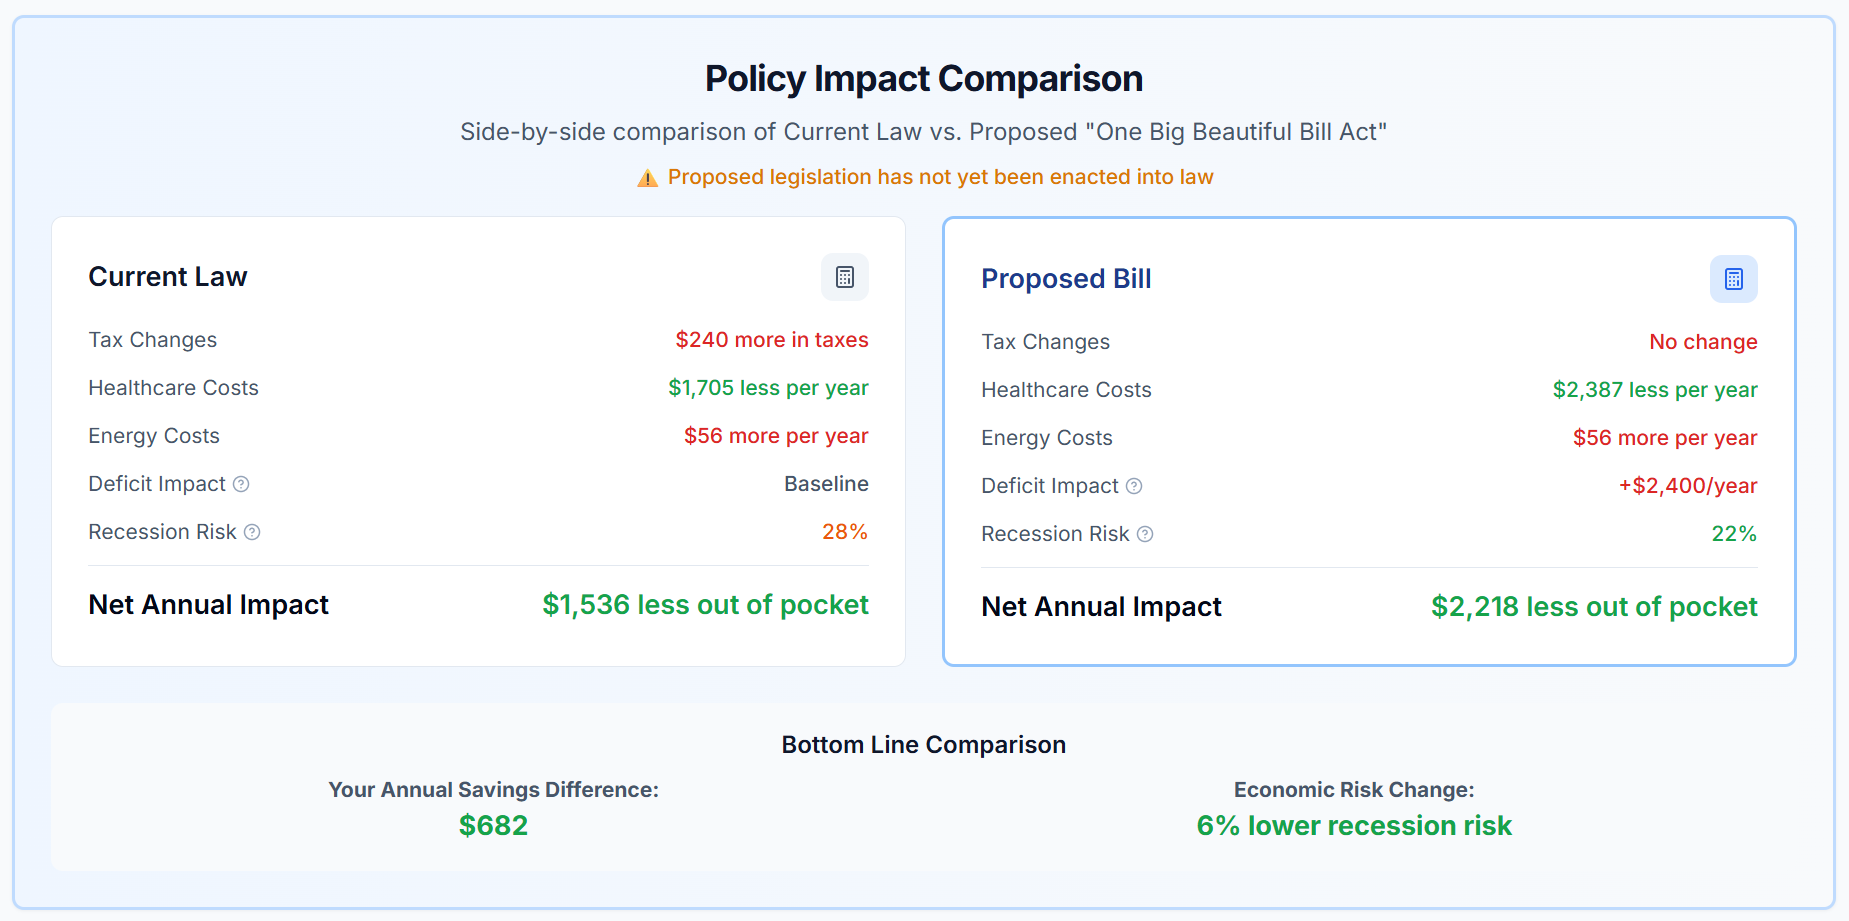 Policy Impact Comparison
Side-by-side comparison of Current Law vs. Proposed "One Big Beautiful Bill Act"
⚠ Proposed legislation has not yet been enacted into law
Current Law
Tax Changes $240 more in taxes
Healthcare Costs $1,705 less per year
Energy Costs $56 more per year
Deficit Impact Baseline
Recession Risk 28%
Net Annual Impact $1,536 less out of pocket
Proposed Bill
Tax Changes No change
Healthcare Costs $2,387 less per year
Energy Costs $56 more per year
Deficit Impact +$2,400/year
Recession Risk 22%
Net Annual Impact $2,218 less out of pocket
Bottom Line Comparison
Your Annual Savings Difference:
$682
Economic Risk Change:
6% lower recession risk